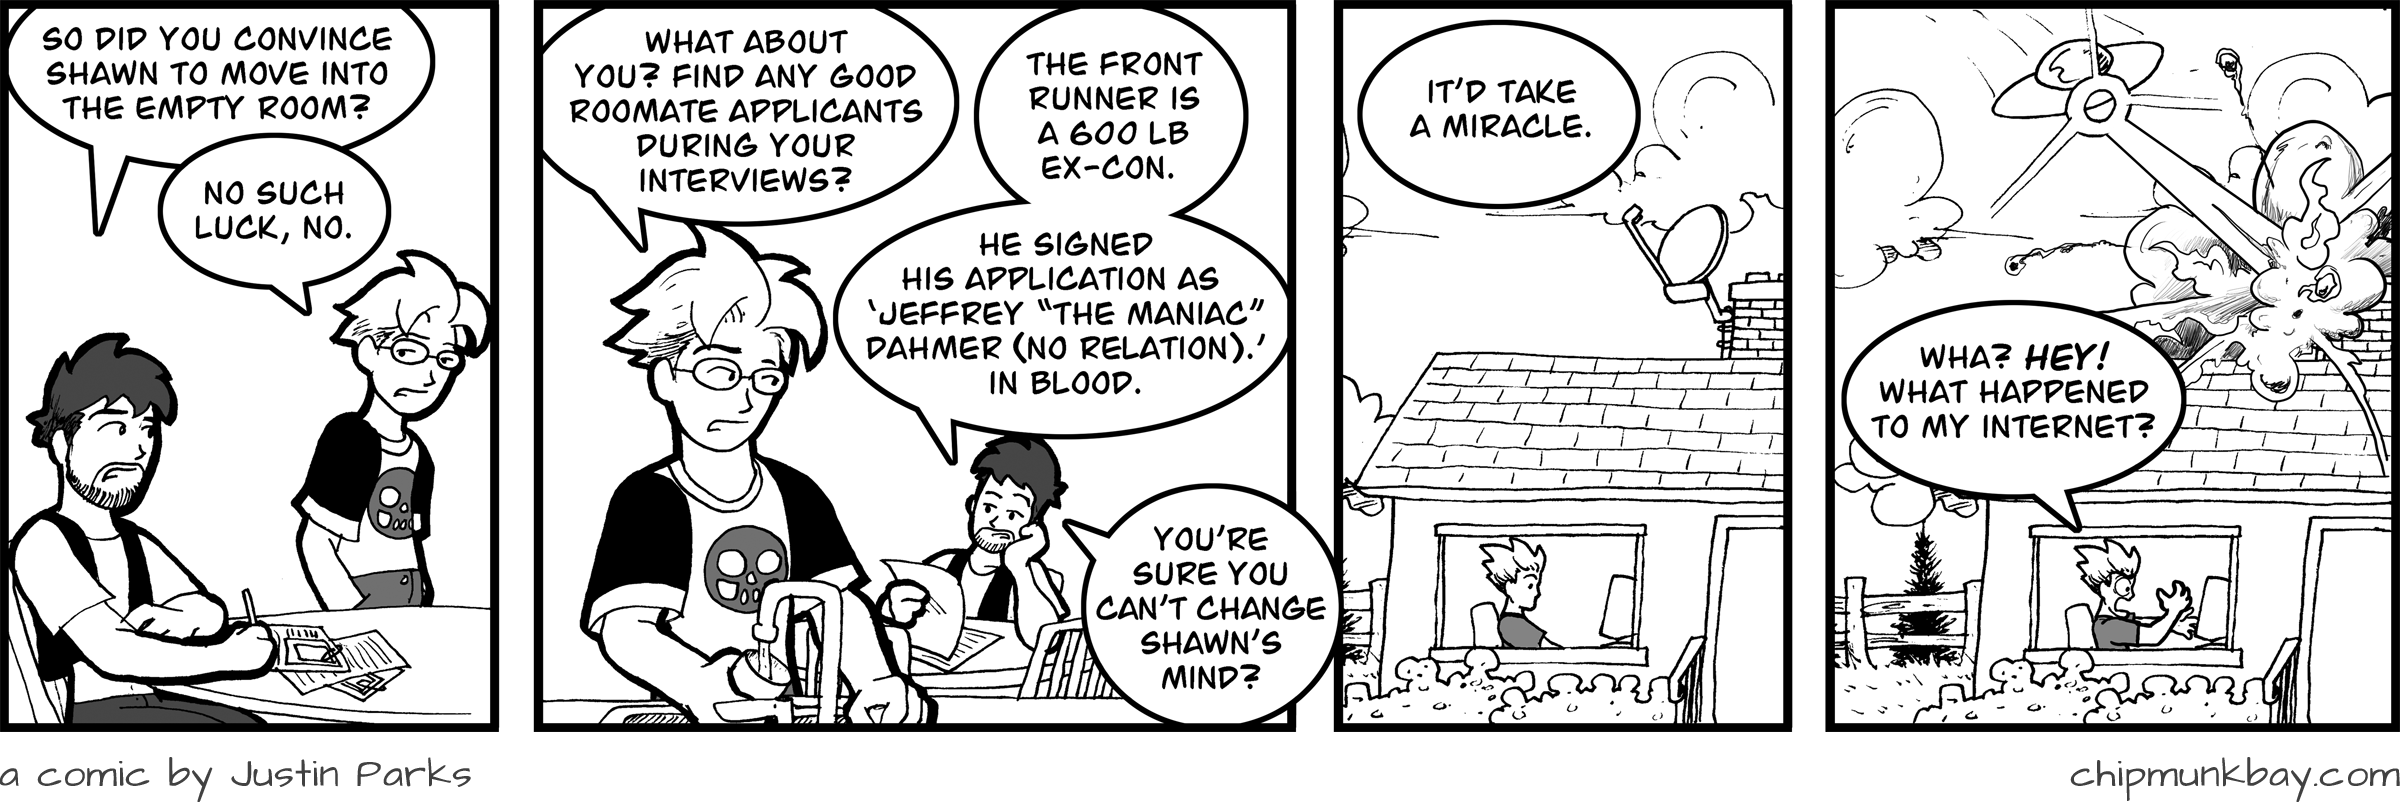 SO DID YOU CONVINCE
SHAWN TO MOVE INTO
THE EMPTY ROOM?
NO SUCH
LUCK, NO.
WHAT ABOUT
YOU? FIND ANY GOOD
ROOMATE APPLICANTS
DURING YOUR
INTERVIEWS?
THE FRONT
RUNNER IS
A 600 LB
EX-CON.
HE SIGNED
HIS APPLICATION AS
'JEFFREY "THE MANIAC"
DAHMER (NO RELATION).'
IN BLOOD.
YOU'RE
SURE YOU
CAN'T CHANGE
SHAWN'S
MIND?
IT'D TAKE
A MIRACLE.
WHA? HEY!
WHAT HAPPENED
TO MY INTERNET?
a comic by Justin Parks
chipmunkbay.com